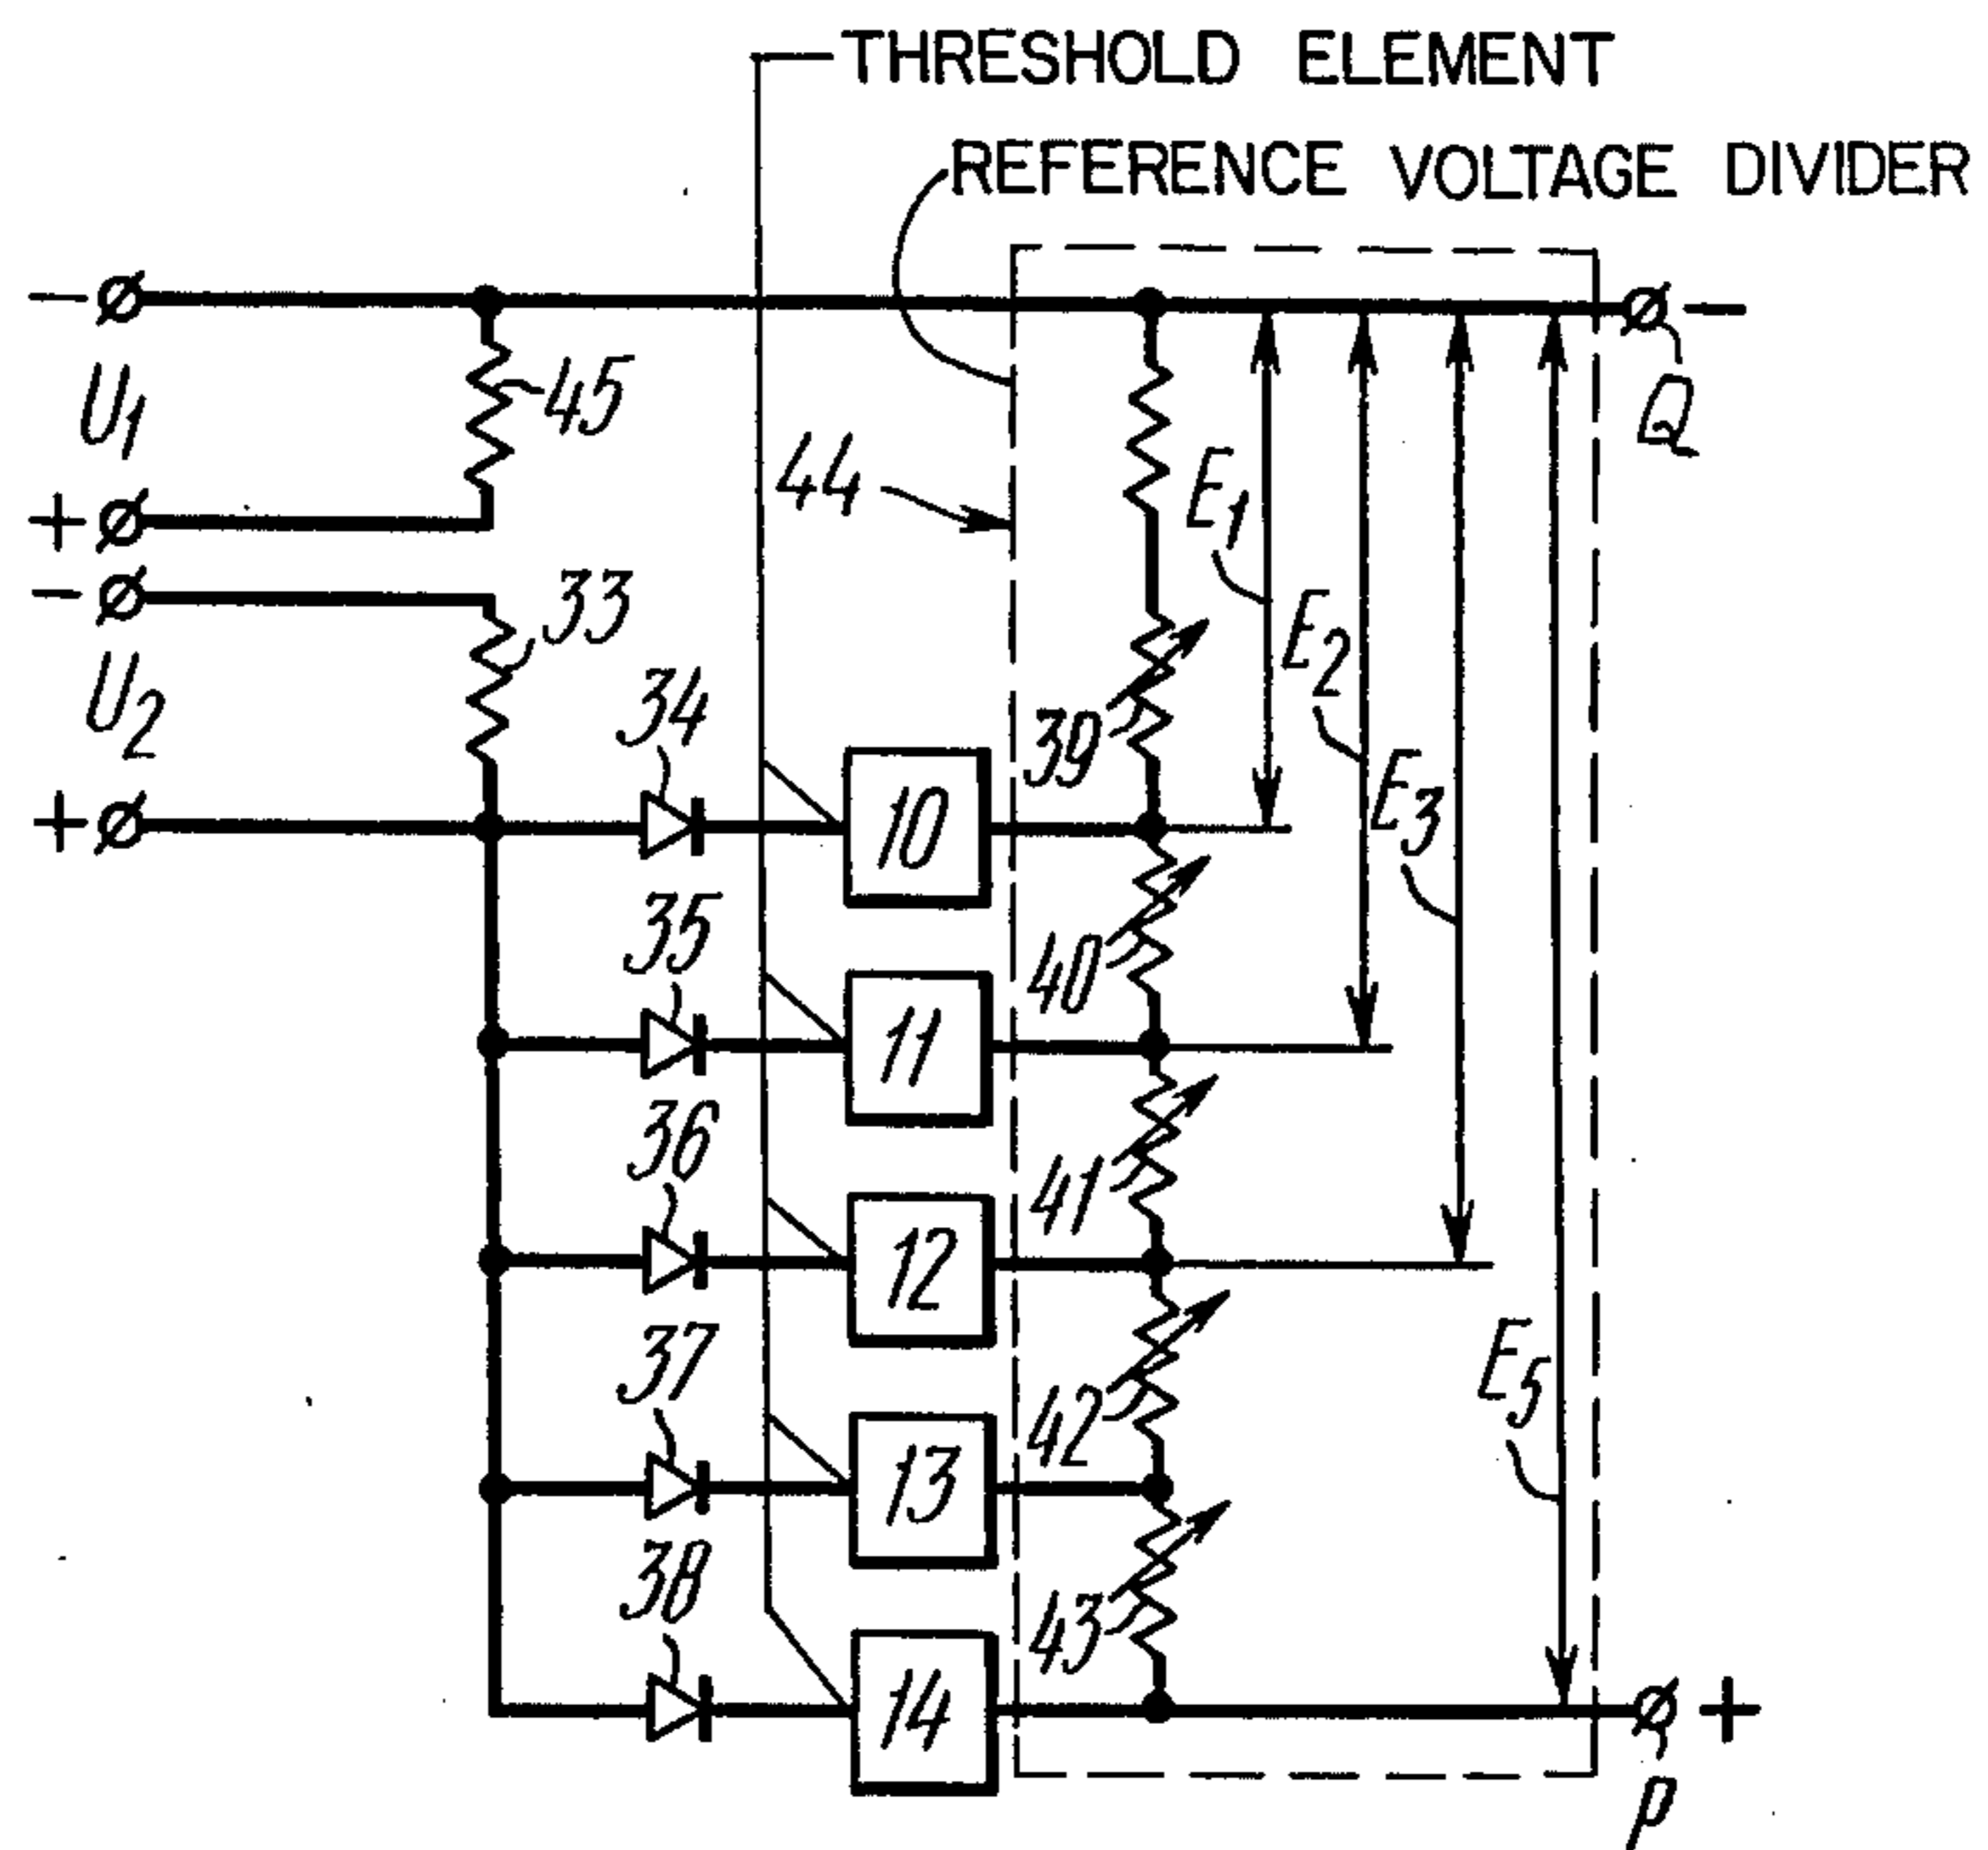 THRESHOLD ELEMENT
REFERENCE VOLTAGE DIVIDER
− −
U1 45 Q
44 E1
+
− 33 E2
U2 34 39 E3
+ 10
35 40
11
36 41
12 E5
37 42
13
38 43
14 +
P